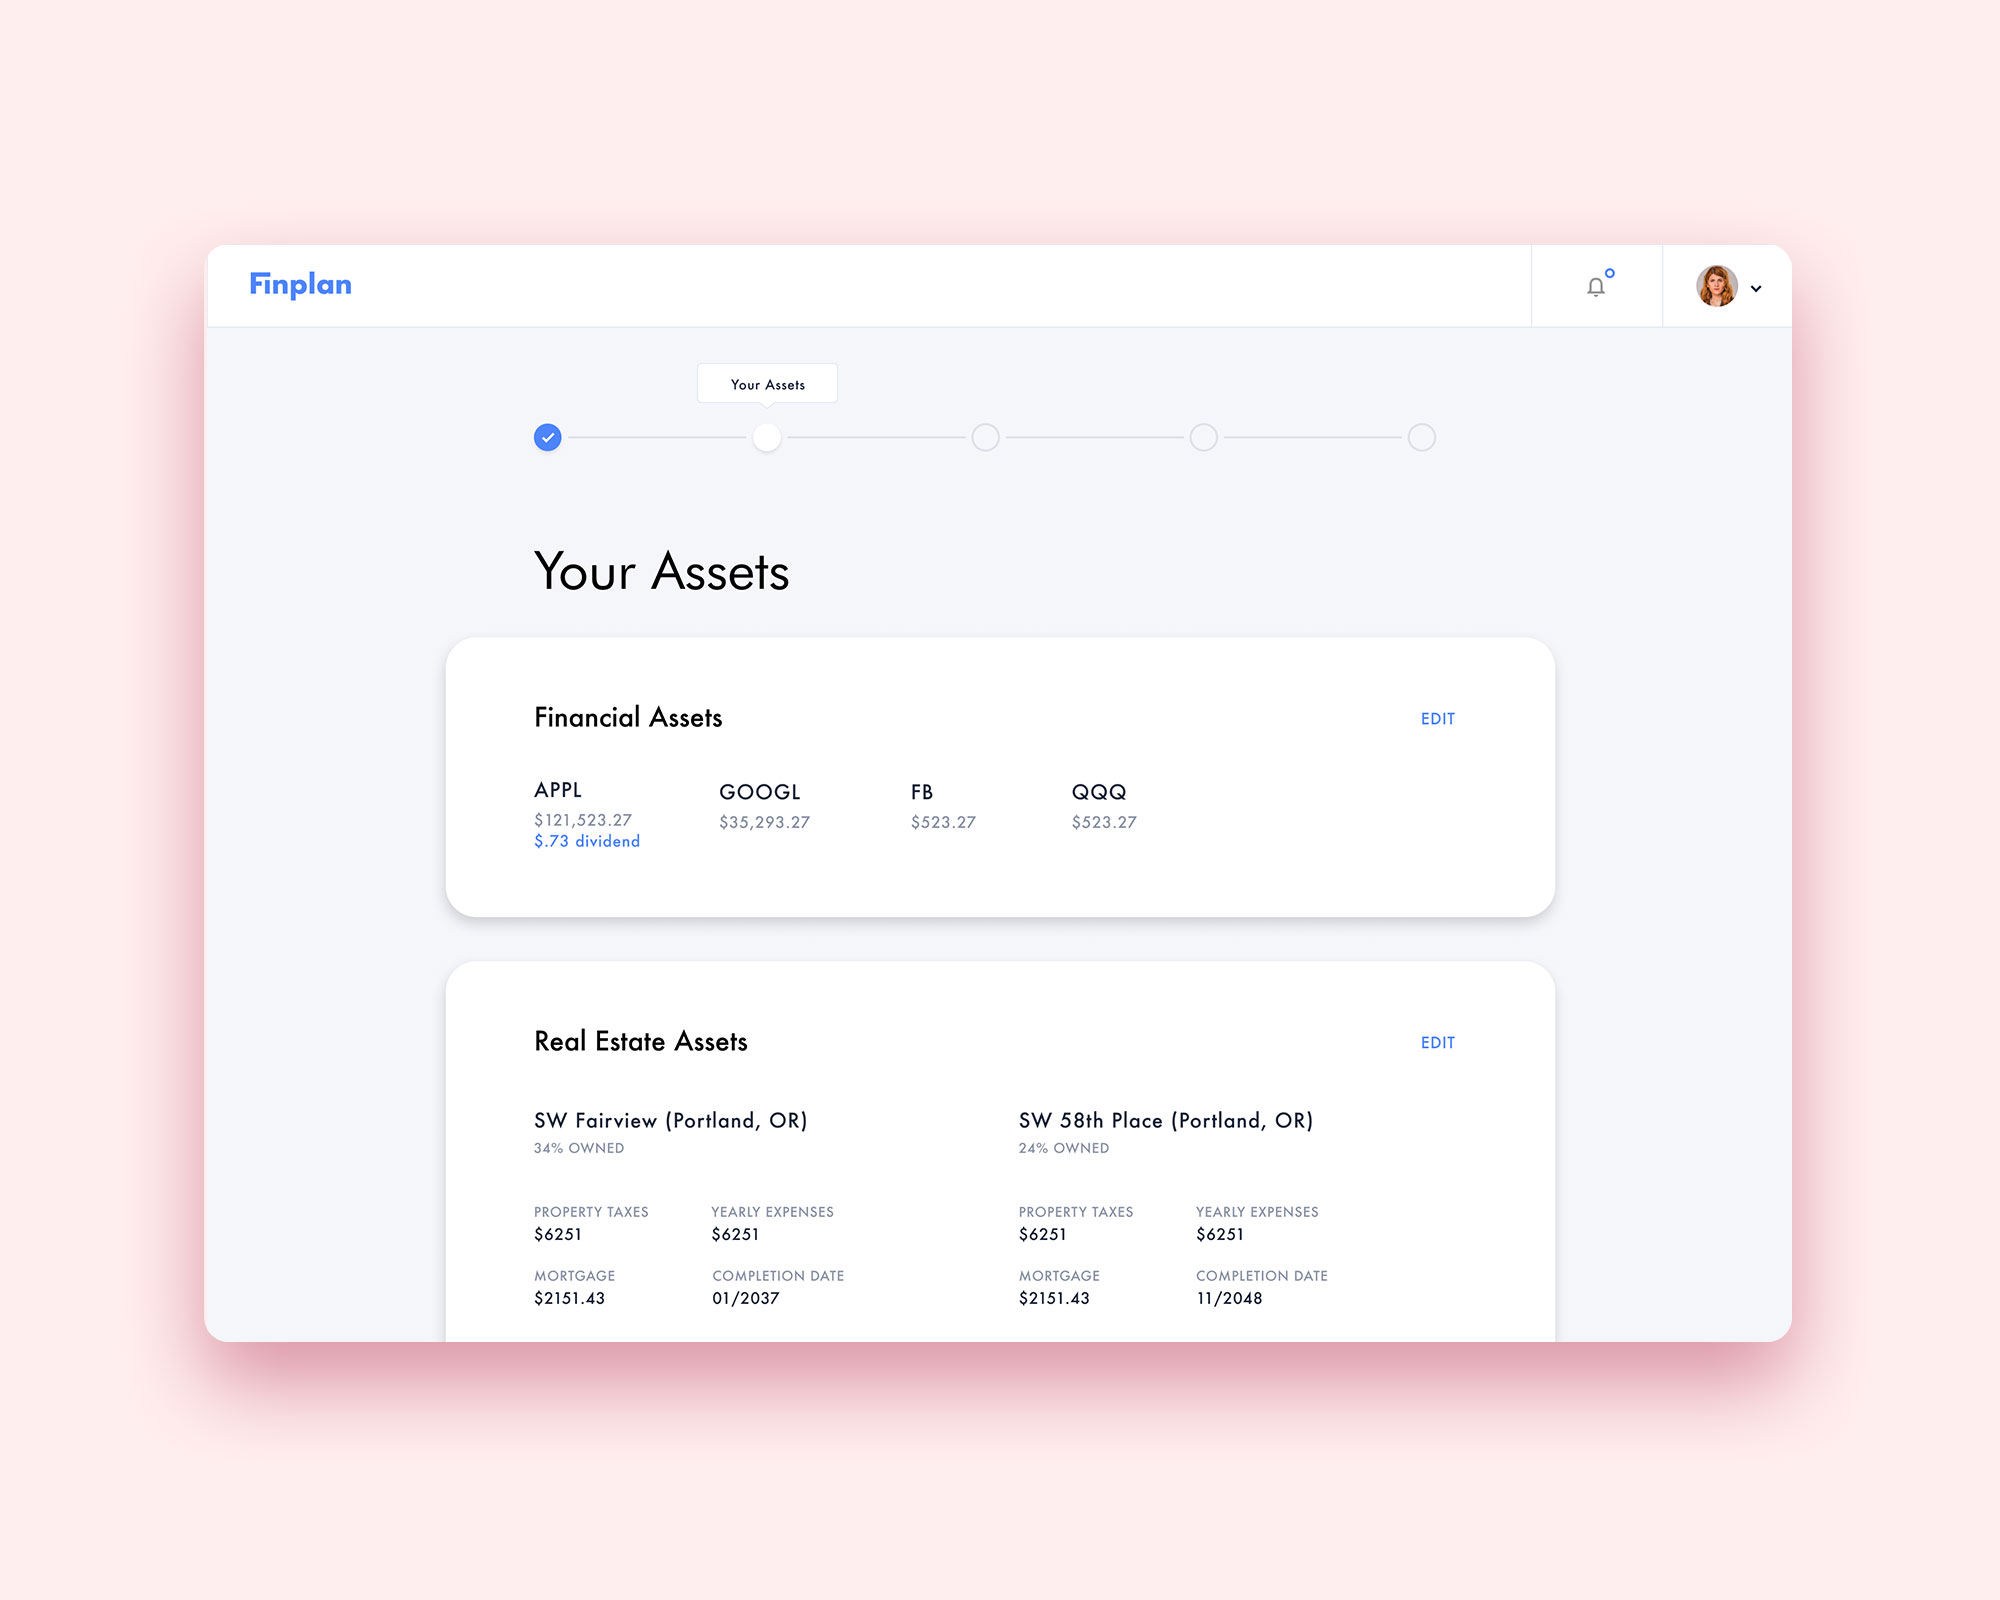 Finplan
Your Assets
Your Assets
Financial Assets
EDIT
APPL
$121,523.27
$.73 dividend
GOOGL
$35,293.27
FB
$523.27
QQQ
$523.27
Real Estate Assets
EDIT
SW Fairview (Portland, OR)
34% OWNED
PROPERTY TAXES
$6251
YEARLY EXPENSES
$6251
MORTGAGE
$2151.43
COMPLETION DATE
01/2037
SW 58th Place (Portland, OR)
24% OWNED
PROPERTY TAXES
$6251
YEARLY EXPENSES
$6251
MORTGAGE
$2151.43
COMPLETION DATE
11/2048